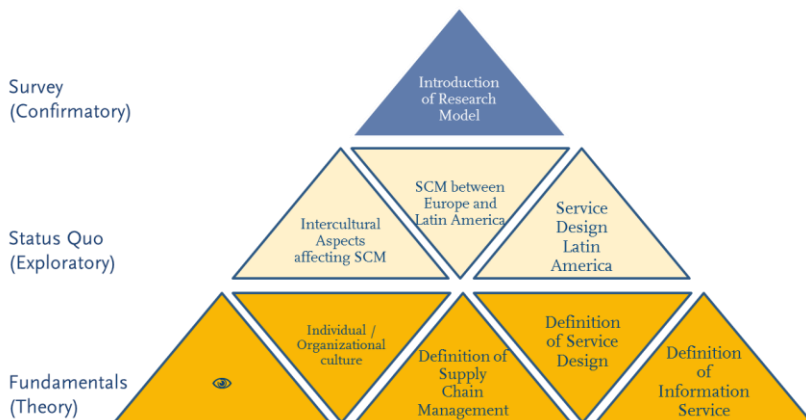 Survey
(Confirmatory)
Introduction
of Research
Model
Status Quo
(Exploratory)
Intercultural
Aspects
affecting SCM
SCM between
Europe and
Latin America
Service
Design
Latin
America
Fundamentals
(Theory)
Individual /
Organizational
culture
Definition of
Supply
Chain
Management
Definition
of Service
Design
Definition
of
Information
Service